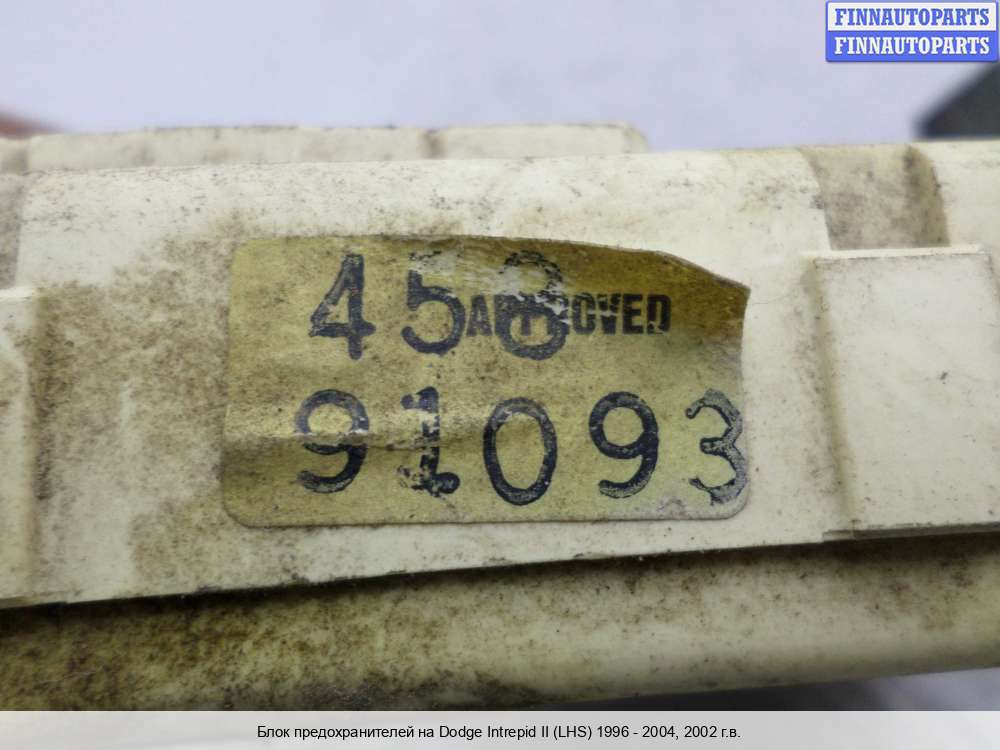 FINNAUTOPARTS
FINNAUTOPARTS
458
APPROVED
91093
Блок предохранителей на Dodge Intrepid II (LHS) 1996 - 2004, 2002 г.в.